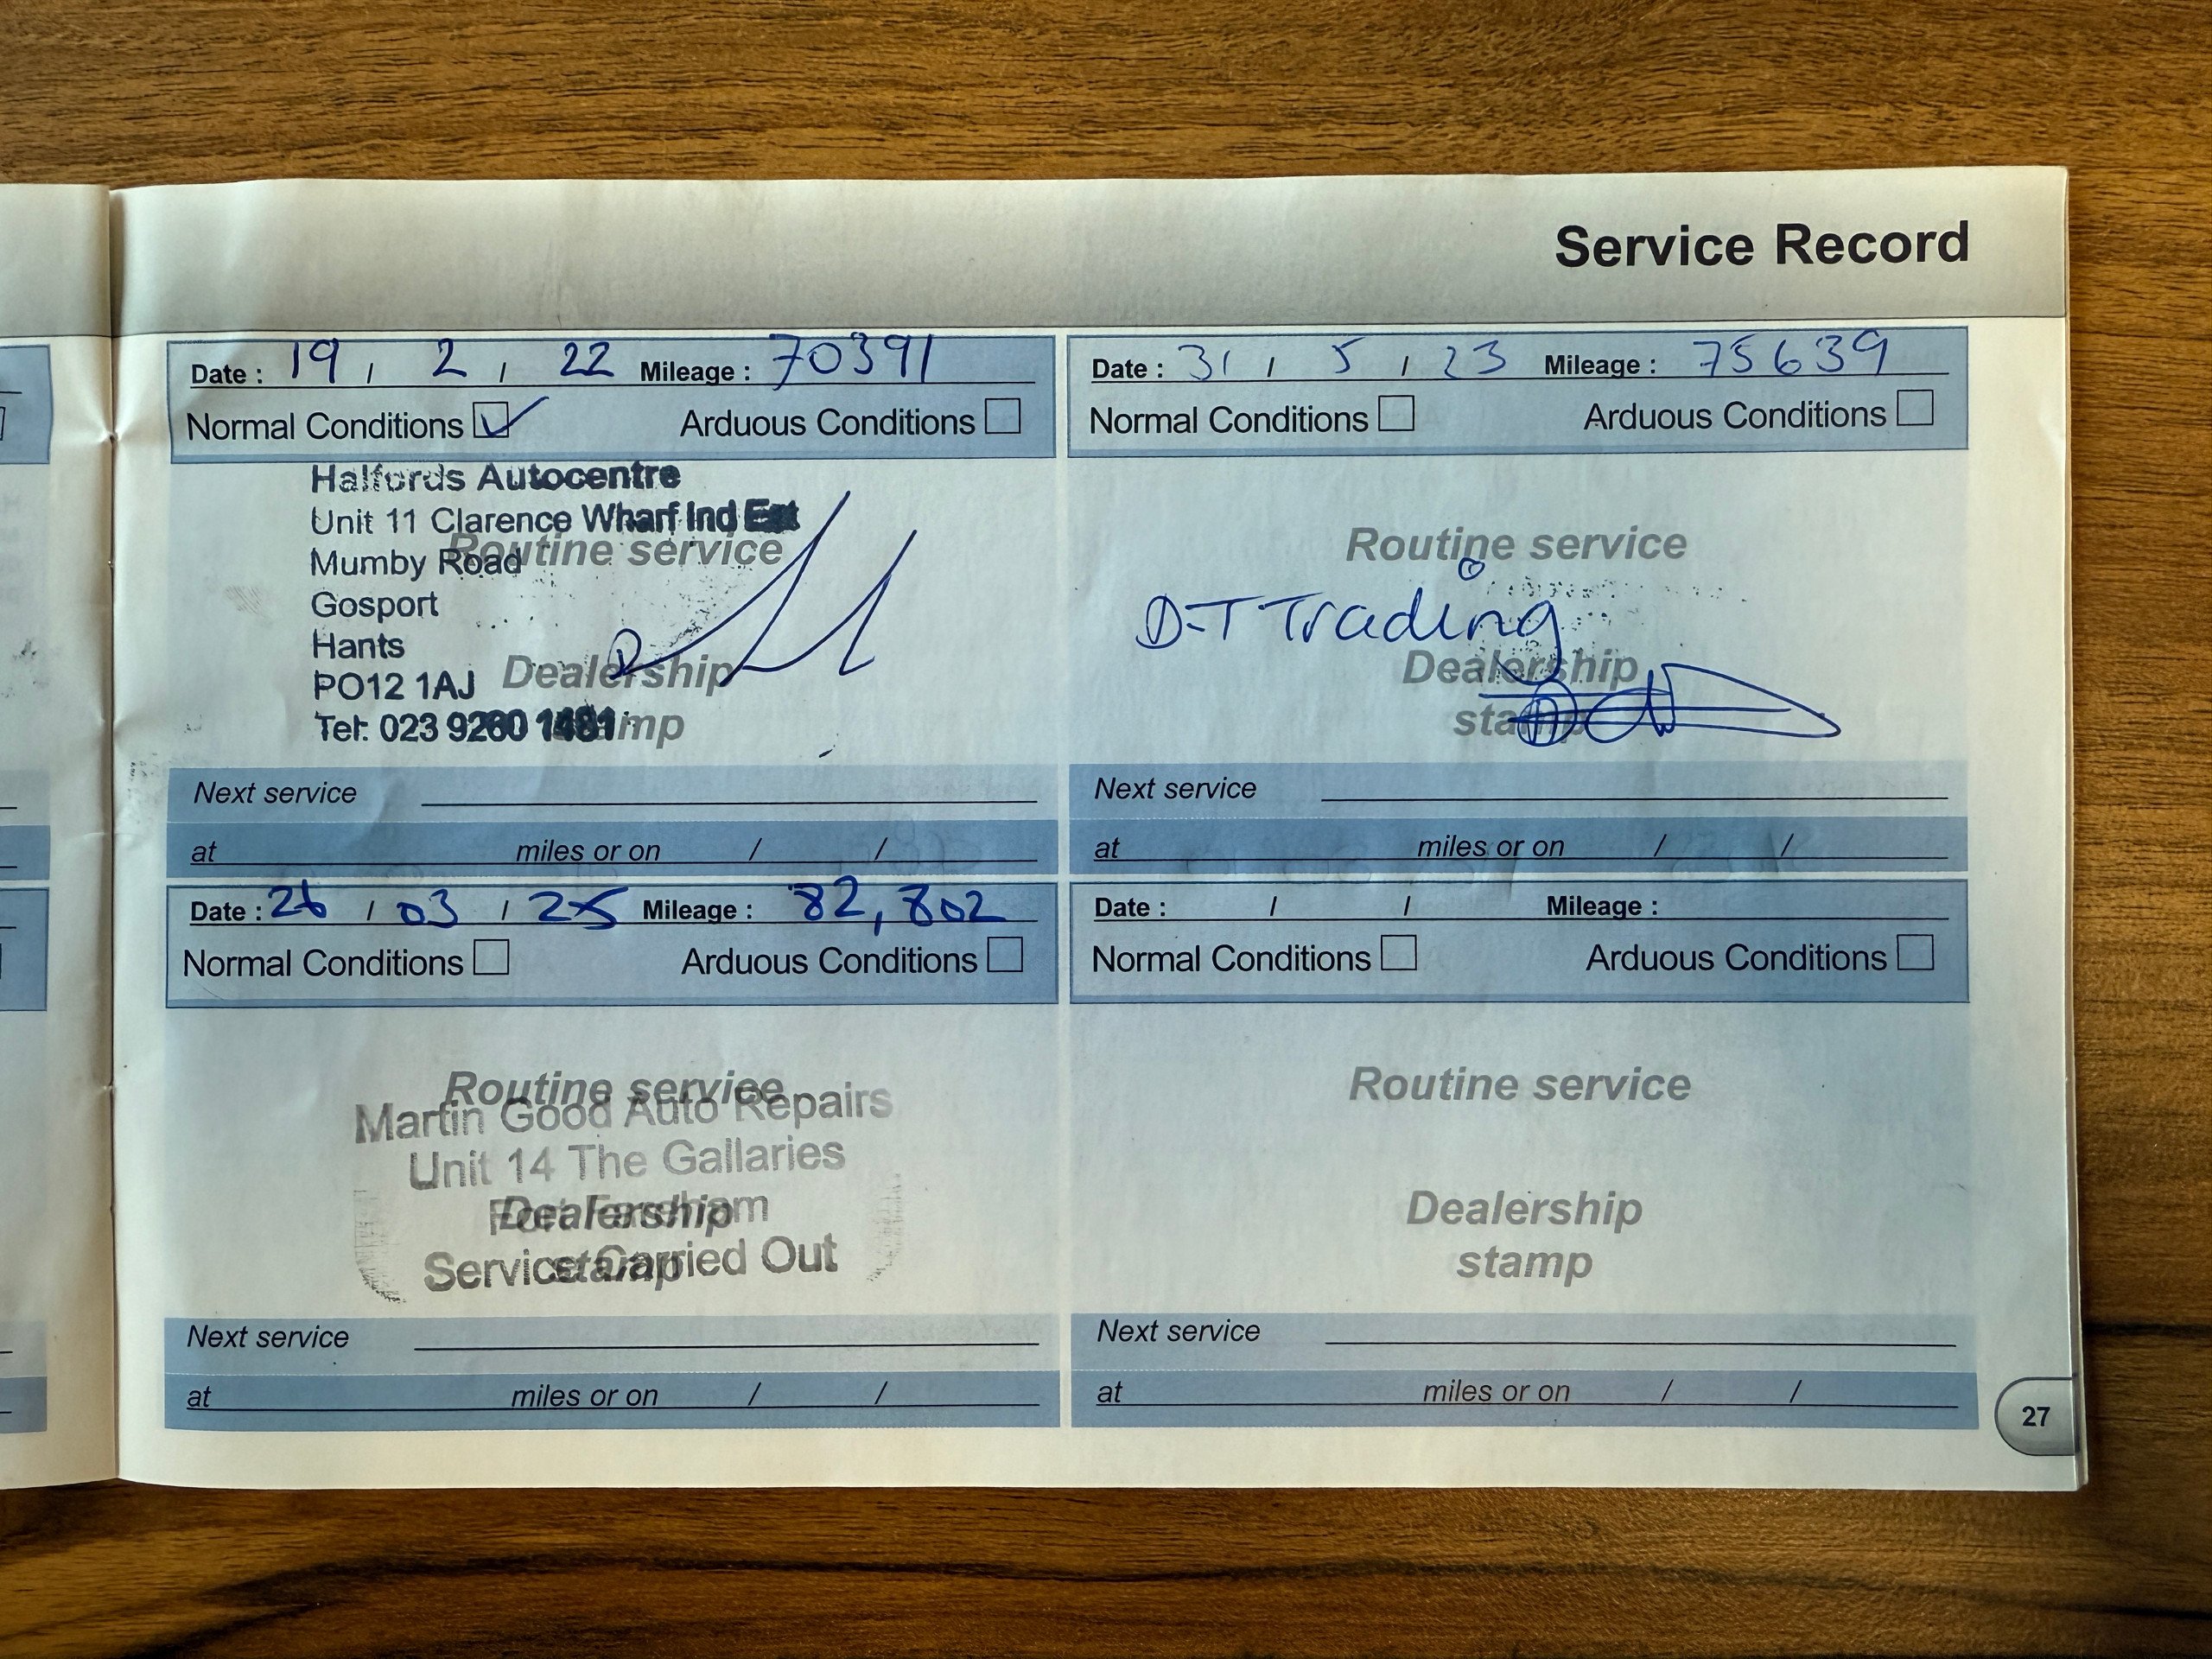 Service Record
Date : 19 / 2 / 22 Mileage : 70391
Normal Conditions Arduous Conditions
Halfords Autocentre
Unit 11 Clarence Wharf Ind Est
Routine service
Mumby Road
Gosport
Hants
Dealership
PO12 1AJ
stamp
Tel: 023 9260 1481
Next service
at miles or on / /
Date : 31 / 5 / 23 Mileage : 75639
Normal Conditions Arduous Conditions
Routine service
D-T Trading
Dealership
stamp
Next service
at miles or on / /
Date : 26 / 03 / 25 Mileage : 82,802
Normal Conditions Arduous Conditions
Routine service
Martin Good Auto Repairs
Unit 14 The Gallaries
Dealership
Fort Fareham
stamp
Service Carried Out
Next service
at miles or on / /
Date : / / Mileage :
Normal Conditions Arduous Conditions
Routine service
Dealership
stamp
Next service
at miles or on / /
27